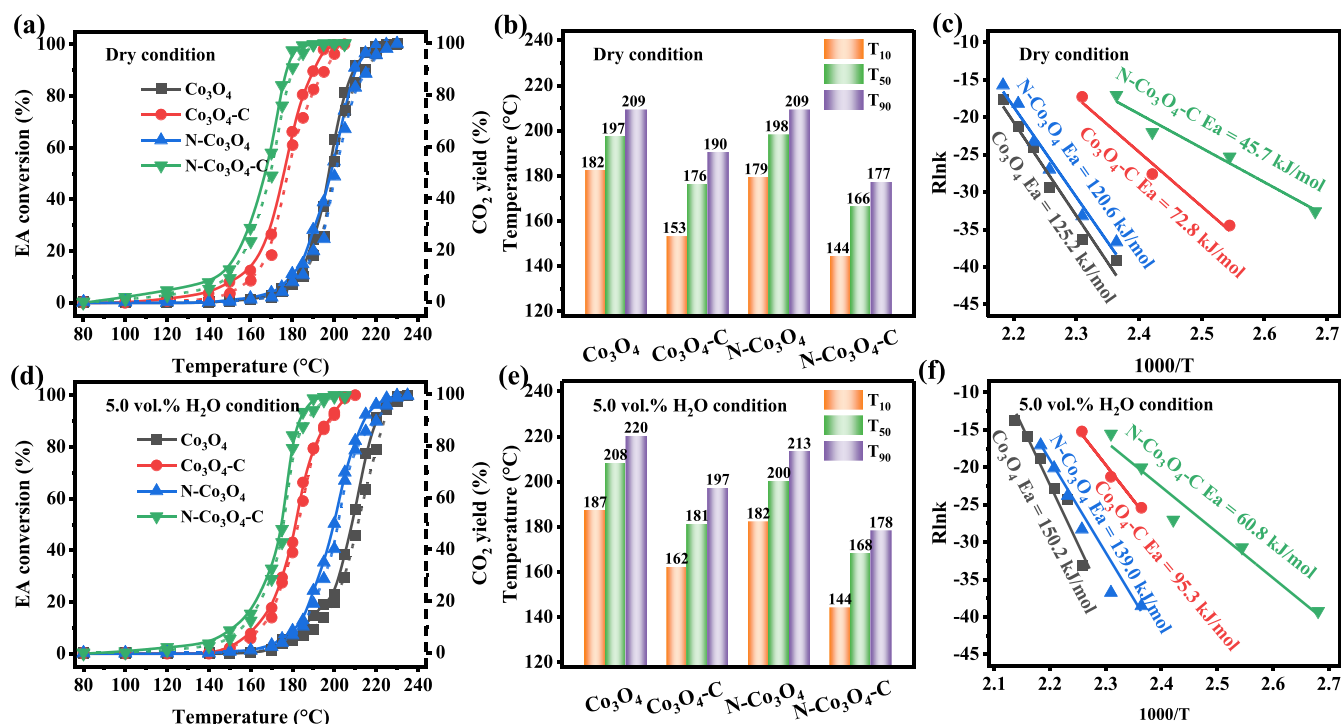 (a)
Dry condition
Co₃O₄
Co₃O₄-C
N-Co₃O₄
N-Co₃O₄-C
EA conversion (%)
100
80
60
40
20
0
CO₂ yield (%)
100
80
60
40
20
0
80 100 120 140 160 180 200 220 240
Temperature (°C)
(b)
Dry condition
T₁₀
T₅₀
T₉₀
Temperature (°C)
240
220
200
180
160
140
120
182 197 209
153 176 190
179 198 209
144 166 177
Co₃O₄ Co₃O₄-C N-Co₃O₄ N-Co₃O₄-C
(c)
Dry condition
Rlnk
-10
-15
-20
-25
-30
-35
-40
-45
N-Co₃O₄-C Ea = 45.7 kJ/mol
Co₃O₄-C Ea = 72.8 kJ/mol
N-Co₃O₄ Ea = 120.6 kJ/mol
Co₃O₄ Ea = 125.2 kJ/mol
2.2 2.3 2.4 2.5 2.6 2.7
1000/T
(d)
5.0 vol.% H₂O condition
Co₃O₄
Co₃O₄-C
N-Co₃O₄
N-Co₃O₄-C
EA conversion (%)
100
80
60
40
20
0
CO₂ yield (%)
100
80
60
40
20
0
80 100 120 140 160 180 200 220 240
Temperature (°C)
(e)
5.0 vol.% H₂O condition
T₁₀
T₅₀
T₉₀
Temperature (°C)
240
220
200
180
160
140
120
187 208 220
162 181 197
182 200 213
144 168 178
Co₃O₄ Co₃O₄-C N-Co₃O₄ N-Co₃O₄-C
(f)
5.0 vol.% H₂O condition
Rlnk
-10
-15
-20
-25
-30
-35
-40
-45
N-Co₃O₄-C Ea = 60.8 kJ/mol
Co₃O₄-C Ea = 95.3 kJ/mol
N-Co₃O₄ Ea = 139.0 kJ/mol
Co₃O₄ Ea = 150.2 kJ/mol
2.1 2.2 2.3 2.4 2.5 2.6 2.7
1000/T